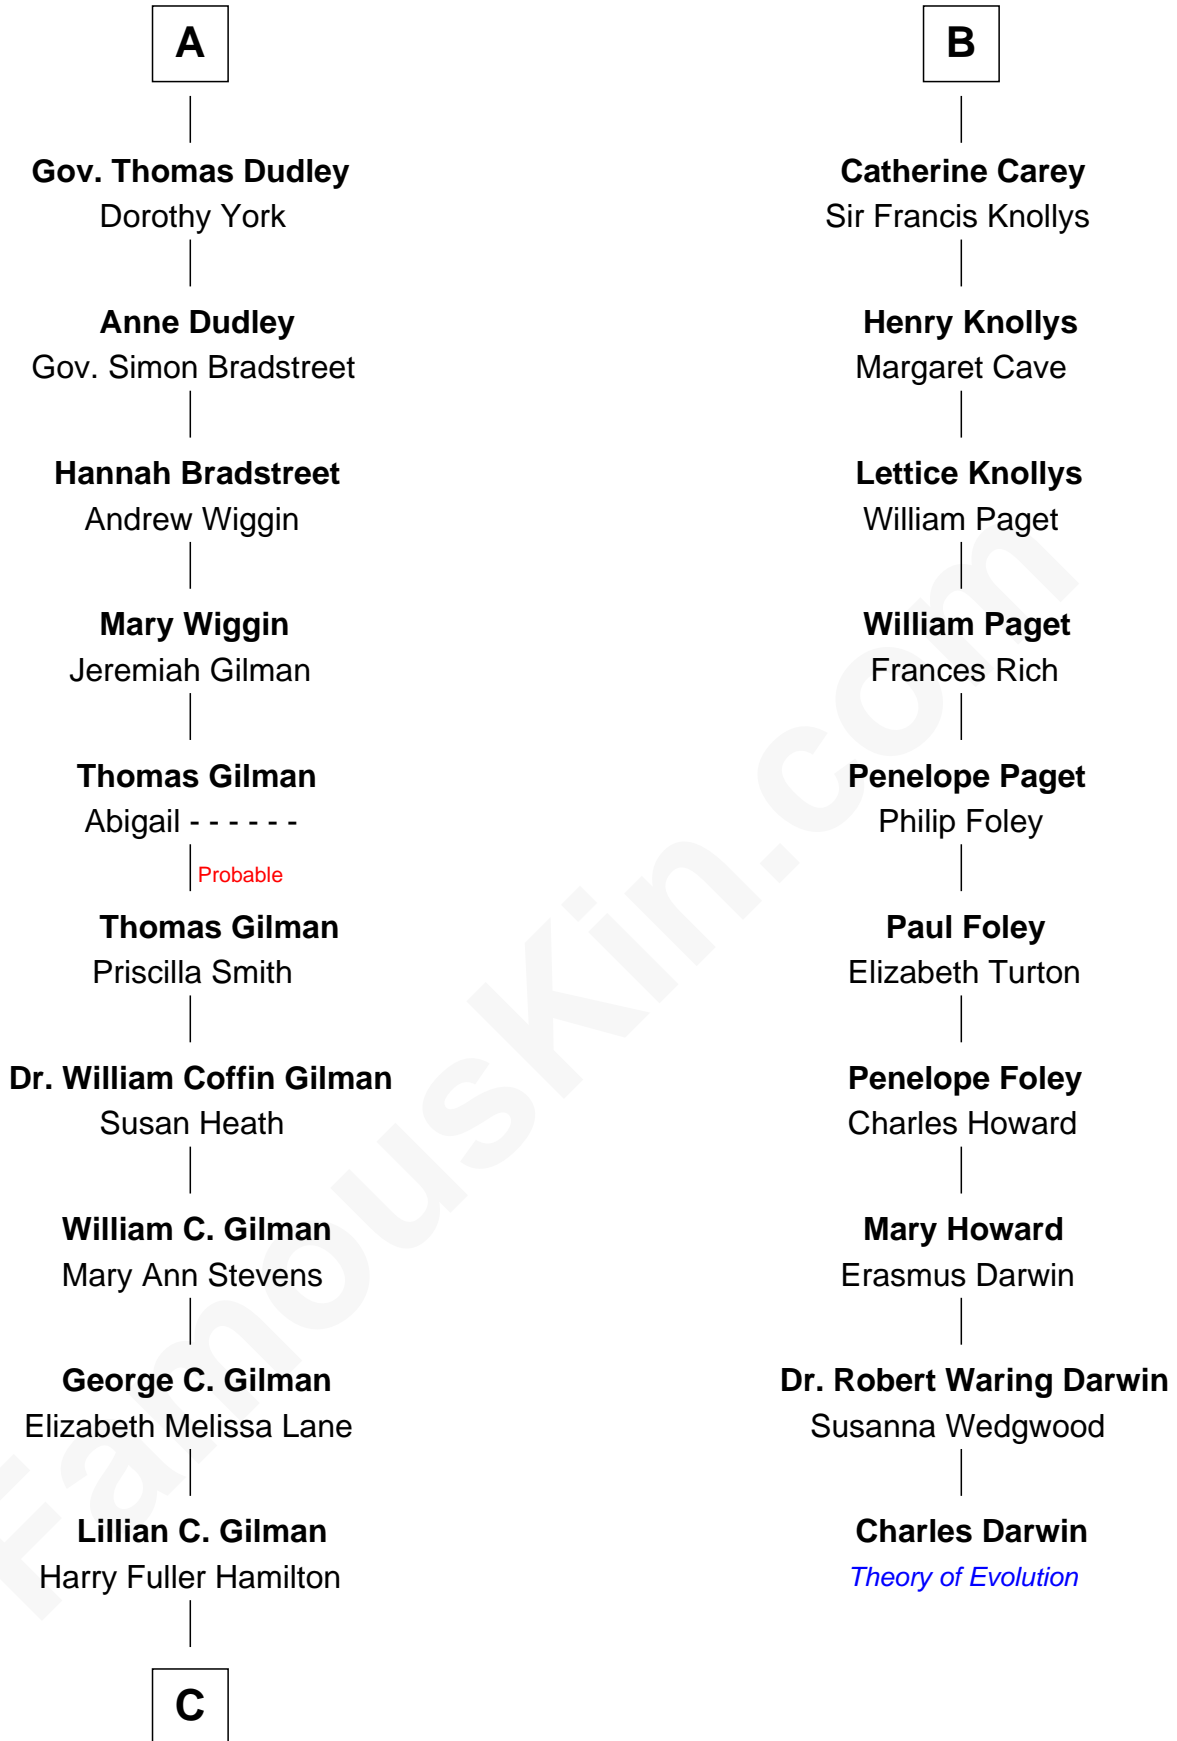 A
Gov. Thomas Dudley
Dorothy York
Anne Dudley
Gov. Simon Bradstreet
Hannah Bradstreet
Andrew Wiggin
Mary Wiggin
Jeremiah Gilman
Thomas Gilman
Abigail - - - - - -
Probable
Thomas Gilman
Priscilla Smith
Dr. William Coffin Gilman
Susan Heath
William C. Gilman
Mary Ann Stevens
George C. Gilman
Elizabeth Melissa Lane
Lillian C. Gilman
Harry Fuller Hamilton
C
B
Catherine Carey
Sir Francis Knollys
Henry Knollys
Margaret Cave
Lettice Knollys
William Paget
William Paget
Frances Rich
Penelope Paget
Philip Foley
Paul Foley
Elizabeth Turton
Penelope Foley
Charles Howard
Mary Howard
Erasmus Darwin
Dr. Robert Waring Darwin
Susanna Wedgwood
Charles Darwin
Theory of Evolution
FamousKin.com